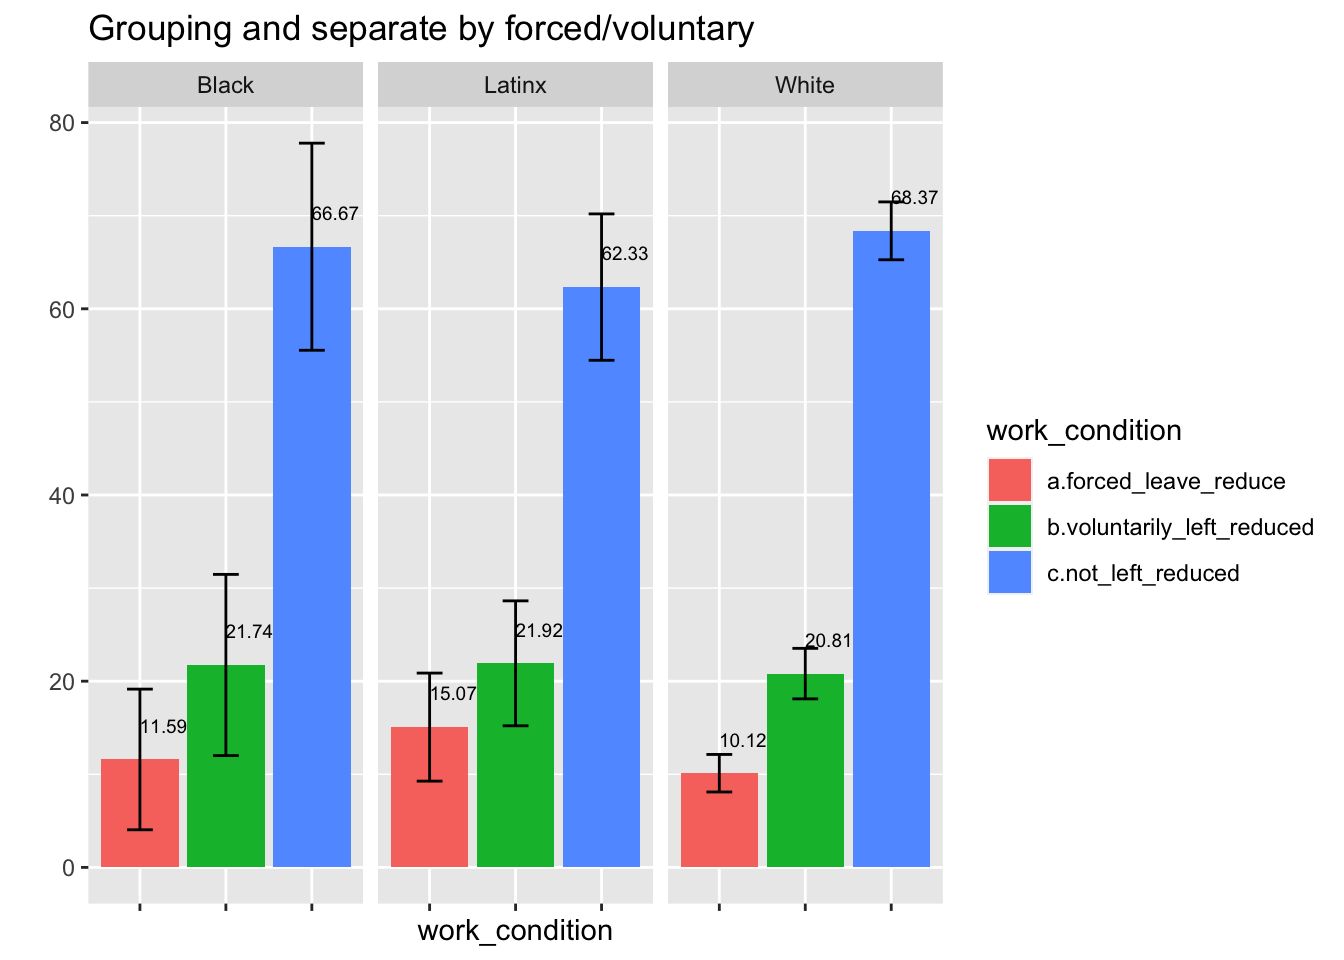 Grouping and separate by forced/voluntary
Black
Latinx
White
80
60
40
20
0
66.67
21.74
11.59
62.33
21.92
15.07
68.37
20.81
10.12
work_condition
work_condition
a.forced_leave_reduce
b.voluntarily_left_reduced
c.not_left_reduced